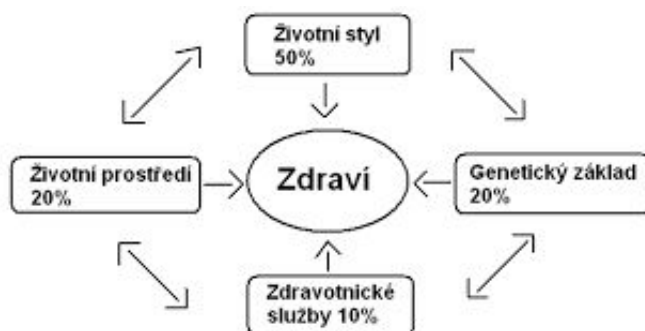 Životní styl
50%
Životní prostředí
20%
Zdraví
Genetický základ
20%
Zdravotnické
služby 10%